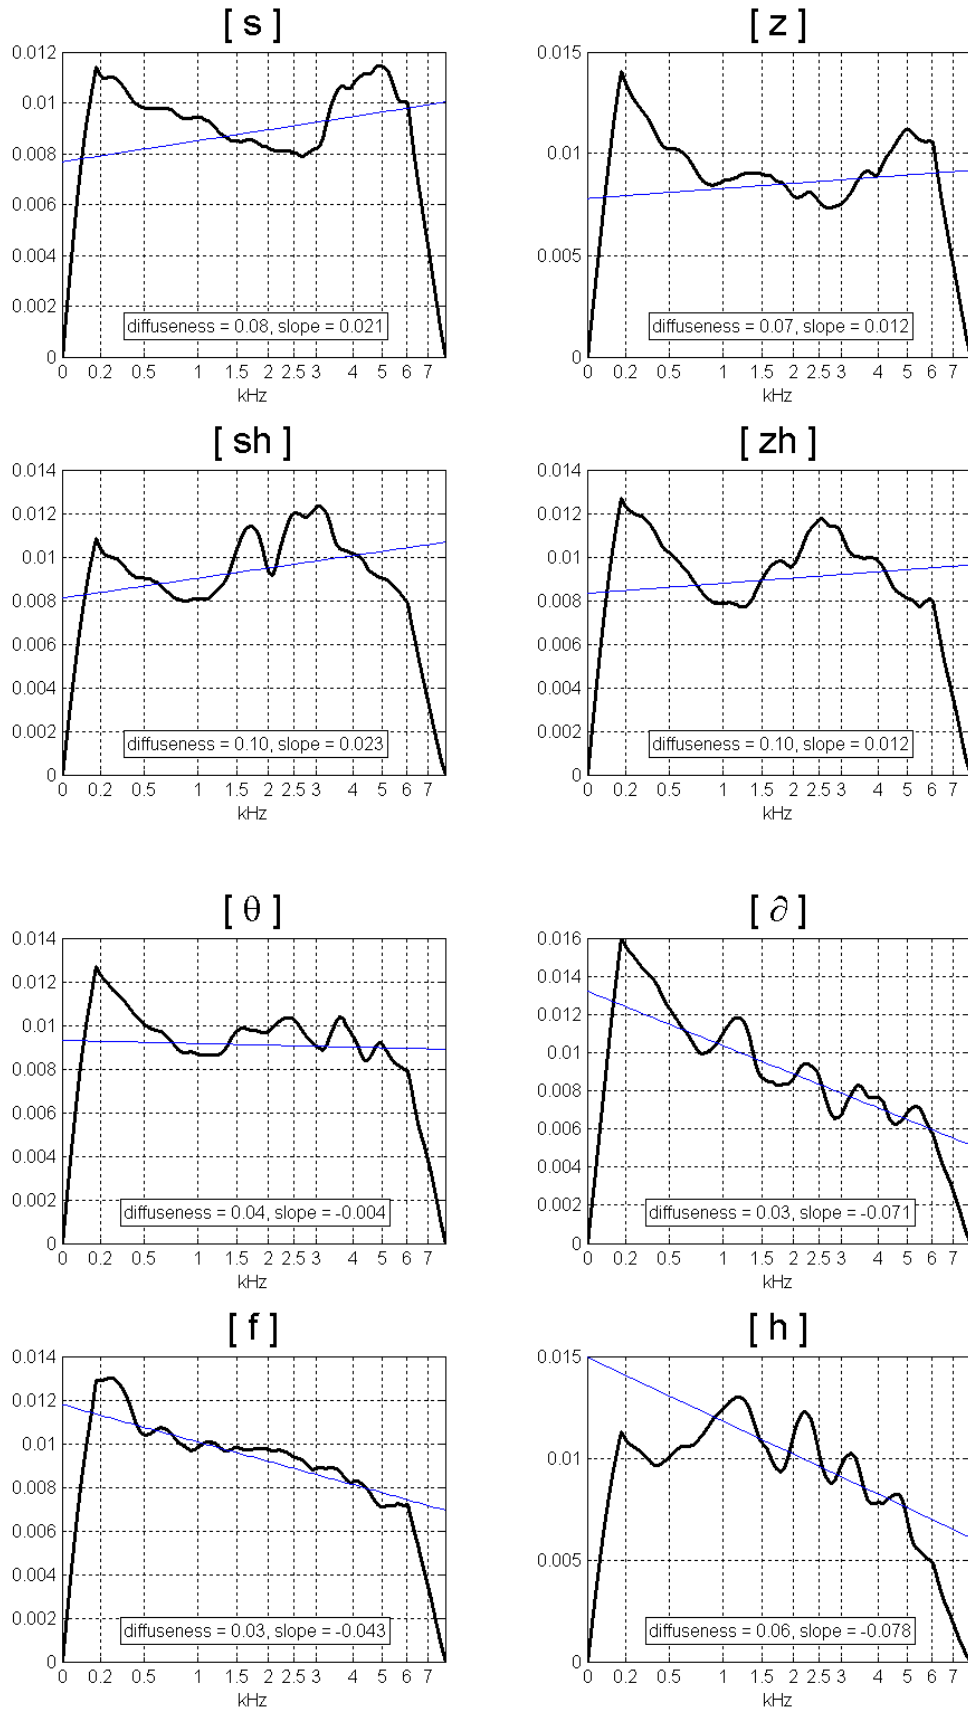 [ s ]
0.012
0.01
0.008
0.006
0.004
0.002
0
diffuseness = 0.08, slope = 0.021
0 0.2 0.5 1 1.5 2 2.5 3 4 5 6 7
kHz
[ z ]
0.015
0.01
0.005
0
diffuseness = 0.07, slope = 0.012
0 0.2 0.5 1 1.5 2 2.5 3 4 5 6 7
kHz
[ sh ]
0.014
0.012
0.01
0.008
0.006
0.004
0.002
0
diffuseness = 0.10, slope = 0.023
0 0.2 0.5 1 1.5 2 2.5 3 4 5 6 7
kHz
[ zh ]
0.014
0.012
0.01
0.008
0.006
0.004
0.002
0
diffuseness = 0.10, slope = 0.012
0 0.2 0.5 1 1.5 2 2.5 3 4 5 6 7
kHz
[ θ ]
0.014
0.012
0.01
0.008
0.006
0.004
0.002
0
diffuseness = 0.04, slope = -0.004
0 0.2 0.5 1 1.5 2 2.5 3 4 5 6 7
kHz
[ ∂ ]
0.016
0.014
0.012
0.01
0.008
0.006
0.004
0.002
0
diffuseness = 0.03, slope = -0.071
0 0.2 0.5 1 1.5 2 2.5 3 4 5 6 7
kHz
[ f ]
0.014
0.012
0.01
0.008
0.006
0.004
0.002
0
diffuseness = 0.03, slope = -0.043
0 0.2 0.5 1 1.5 2 2.5 3 4 5 6 7
kHz
[ h ]
0.015
0.01
0.005
0
diffuseness = 0.06, slope = -0.078
0 0.2 0.5 1 1.5 2 2.5 3 4 5 6 7
kHz